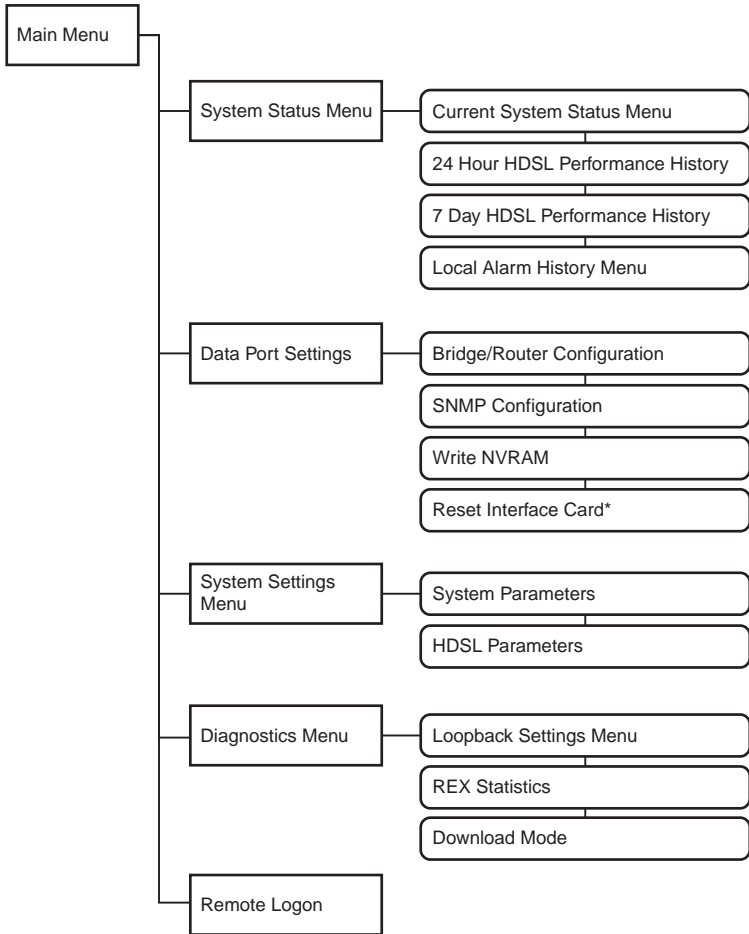 Main Menu
System Status Menu
Current System Status Menu
24 Hour HDSL Performance History
7 Day HDSL Performance History
Local Alarm History Menu
Data Port Settings
Bridge/Router Configuration
SNMP Configuration
Write NVRAM
Reset Interface Card*
System Settings
Menu
System Parameters
HDSL Parameters
Diagnostics Menu
Loopback Settings Menu
REX Statistics
Download Mode
Remote Logon